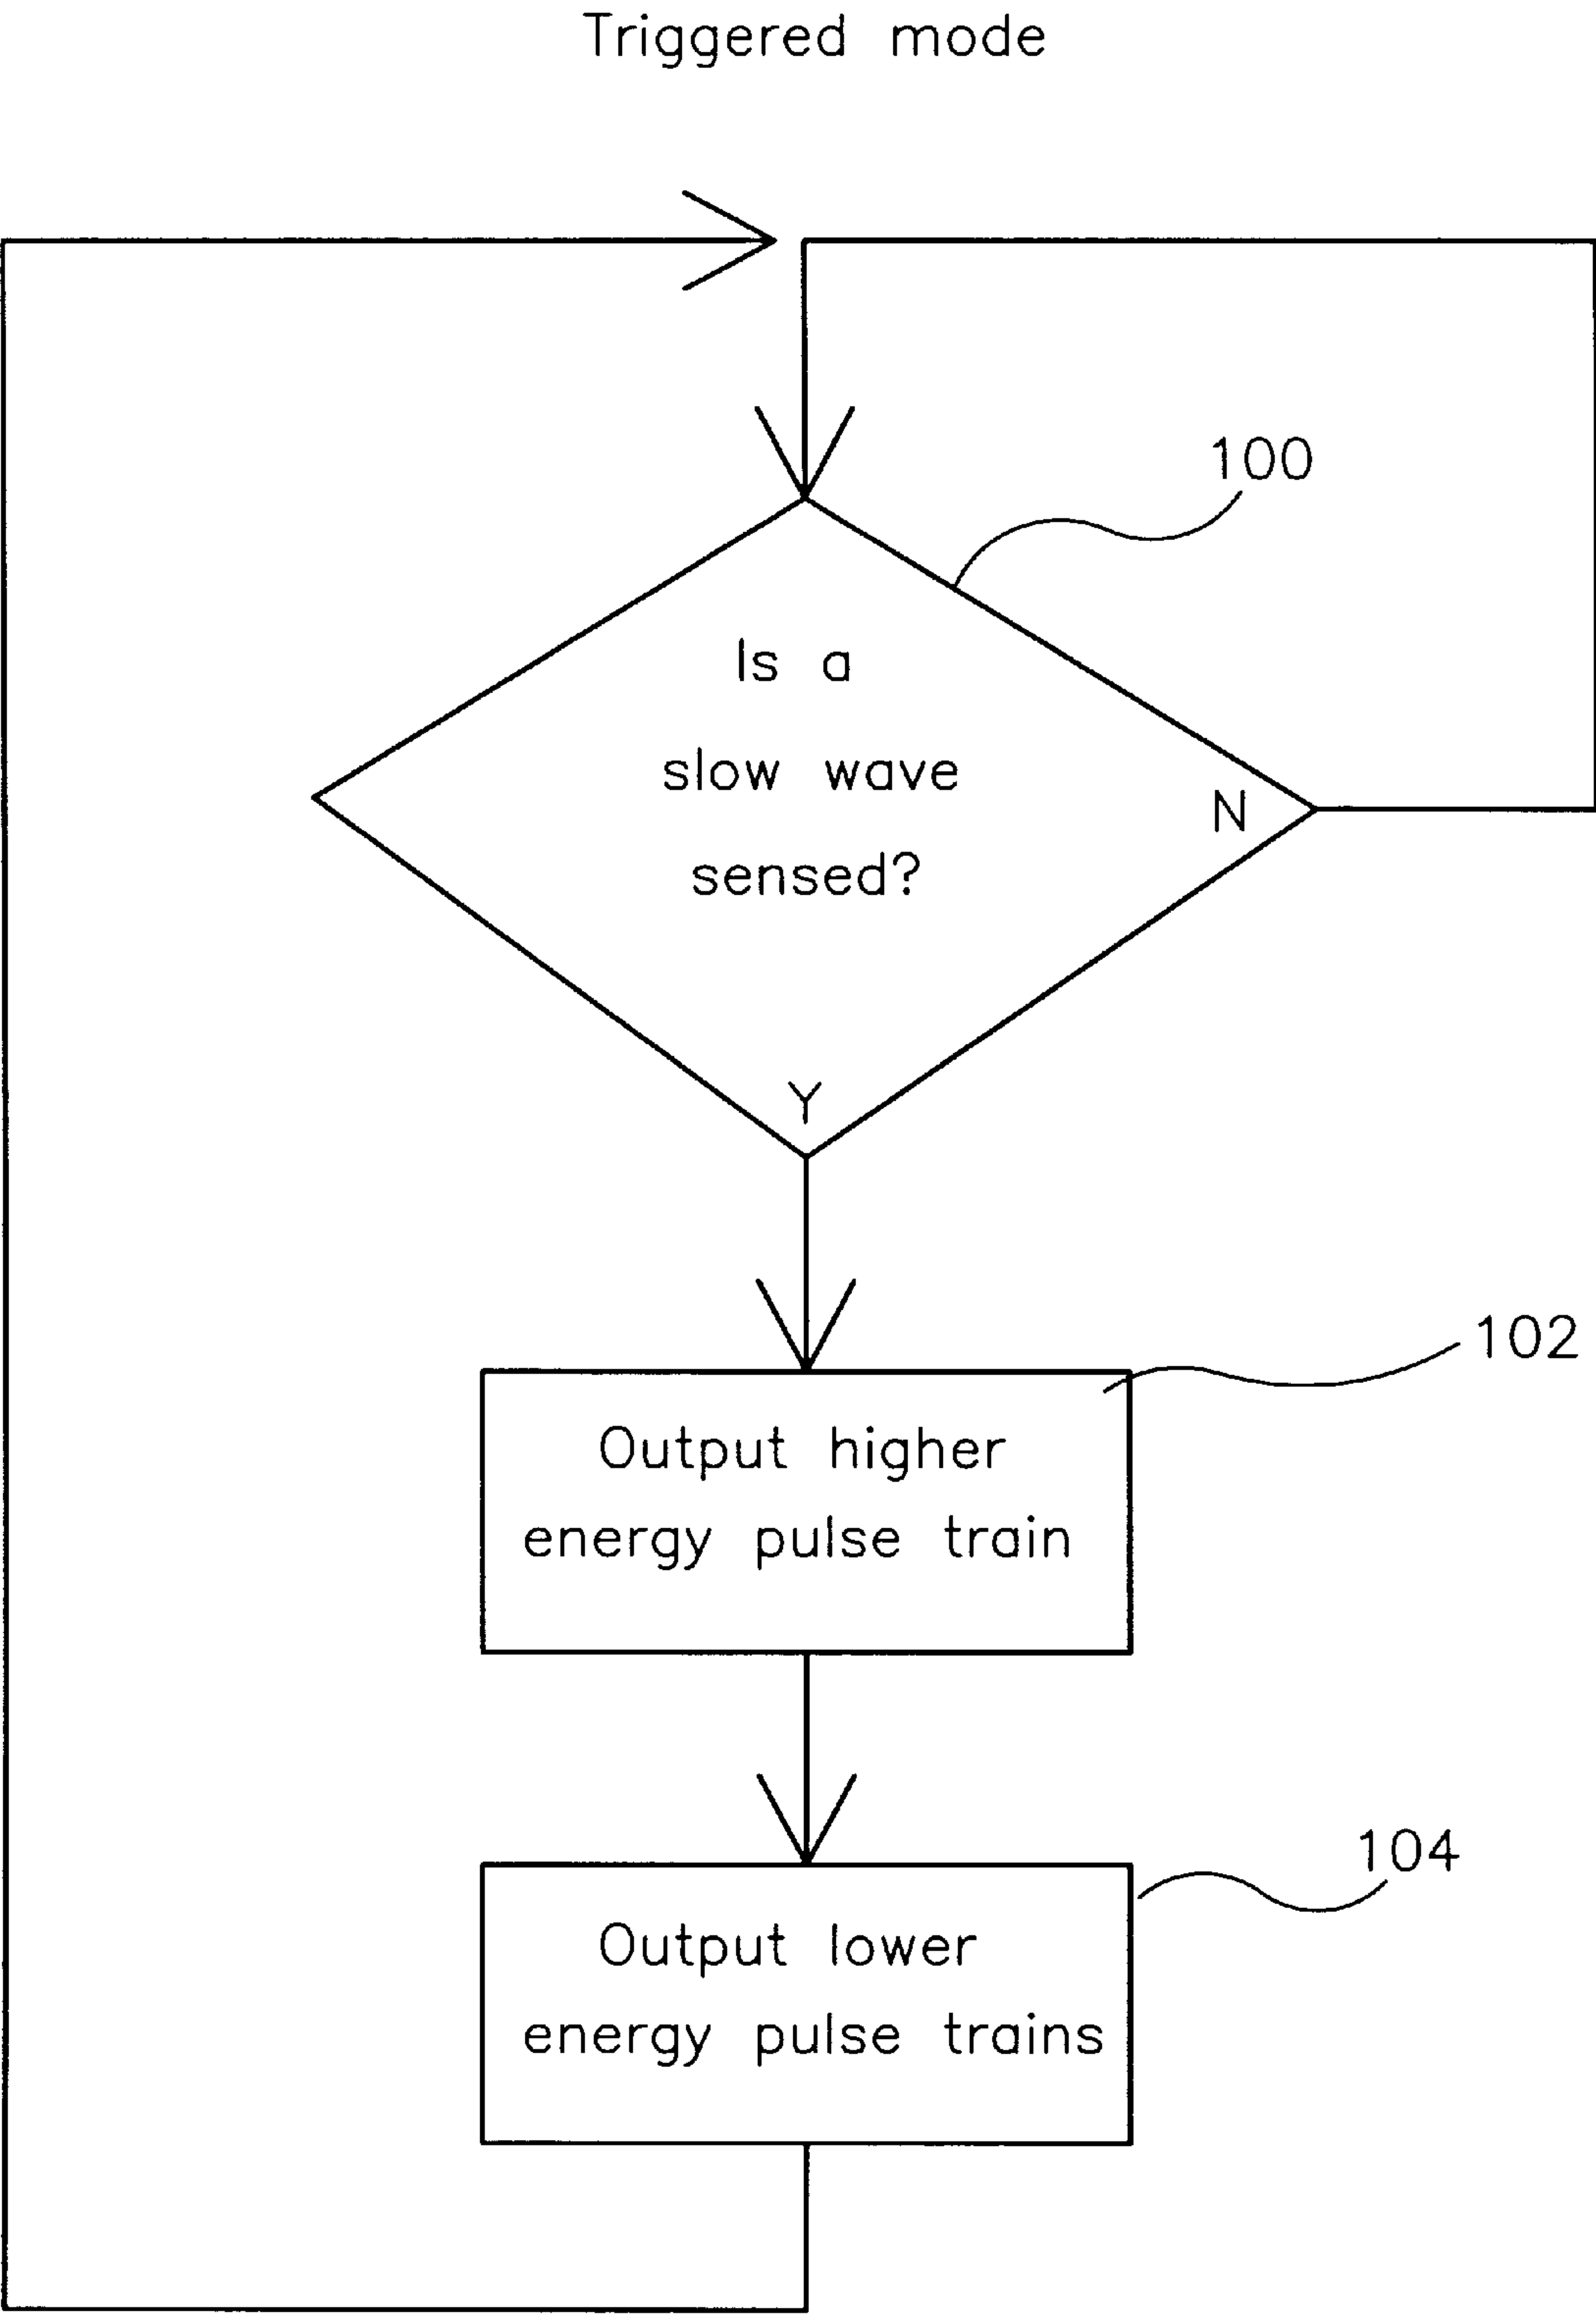 Triggered mode
100
Is a
slow wave
sensed?
N
Y
102
Output higher
energy pulse train
104
Output lower
energy pulse trains